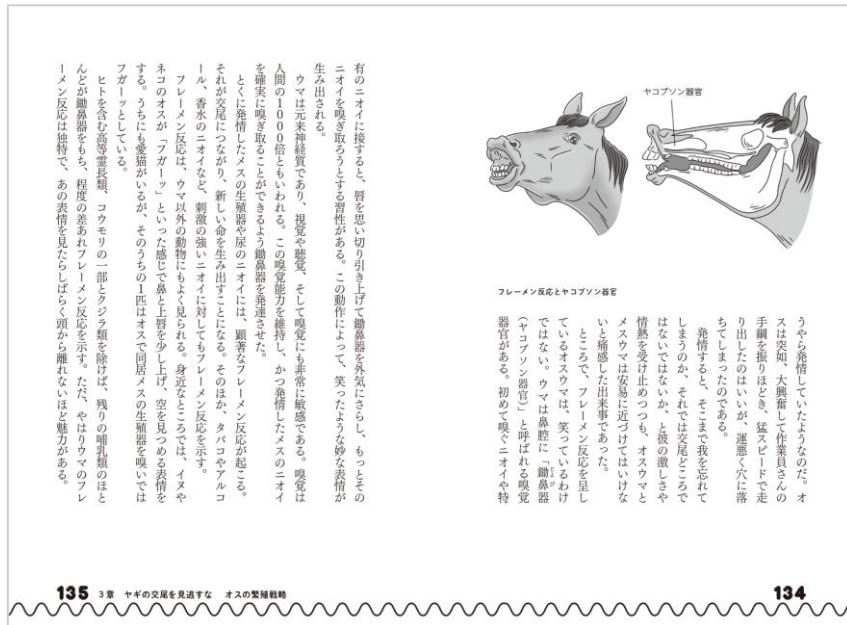 ヤコブソン器官
フレーメン反応とヤコブソン器官
うやら発情していたようなのだ。オ
スは突如、大興奮して作業員さんの
手綱を振りほどき、猛スピードで走
り出したのはいいが、運悪く穴に落
ちてしまったのである。
発情すると、そこまで我を忘れて
しまうのか、それでは交尾どころで
はないではないか、と彼の激しさや
情熱を受け止めつつも、オスウマと
メスウマは安易に近づけてはいけな
いと痛感した出来事であった。
ところで、フレーメン反応を呈し
ているオスウマは、笑っているわけ
ではない。ウマは鼻腔に「鋤鼻器
じょび
（ヤコブソン器官）」と呼ばれる嗅覚
器官がある。初めて嗅ぐニオイや特
134
有のニオイに接すると、唇を思い切り引き上げて鋤鼻器を外気にさらし、もっとその
ニオイを嗅ぎ取ろうとする習性がある。この動作によって、笑ったような妙な表情が
生み出される。
ウマは元来神経質であり、視覚や聴覚、そして嗅覚にも非常に敏感である。嗅覚は
人間の1000倍ともいわれる。この嗅覚能力を維持し、かつ発情したメスのニオイ
を確実に嗅ぎ取ることができるよう鋤鼻器を発達させた。
とくに発情したメスの生殖器や尿のニオイには、顕著なフレーメン反応が起こる。
それが交尾につながり、新しい命を生み出すことになる。そのほか、タバコやアルコ
ール、香水のニオイなど、刺激の強いニオイに対してもフレーメン反応を示す。
フレーメン反応は、ウマ以外の動物にもよく見られる。身近なところでは、イヌや
ネコのオスが「フガーッ」といった感じで鼻と上唇を少し上げ、空を見つめる表情を
する。うちにも愛猫がいるが、そのうちの1匹はオスで同居メスの生殖器を嗅いでは
フガーッとしている。
ヒトを含む高等霊長類、コウモリの一部とクジラ類を除けば、残りの哺乳類のほと
んどが鋤鼻器をもち、程度の差あれフレーメン反応を示す。ただ、やはりウマのフレ
ーメン反応は独特で、あの表情を見たらしばらく頭から離れないほど魅力がある。
135 3章 ヤギの交尾を見逃すな オスの繁殖戦略